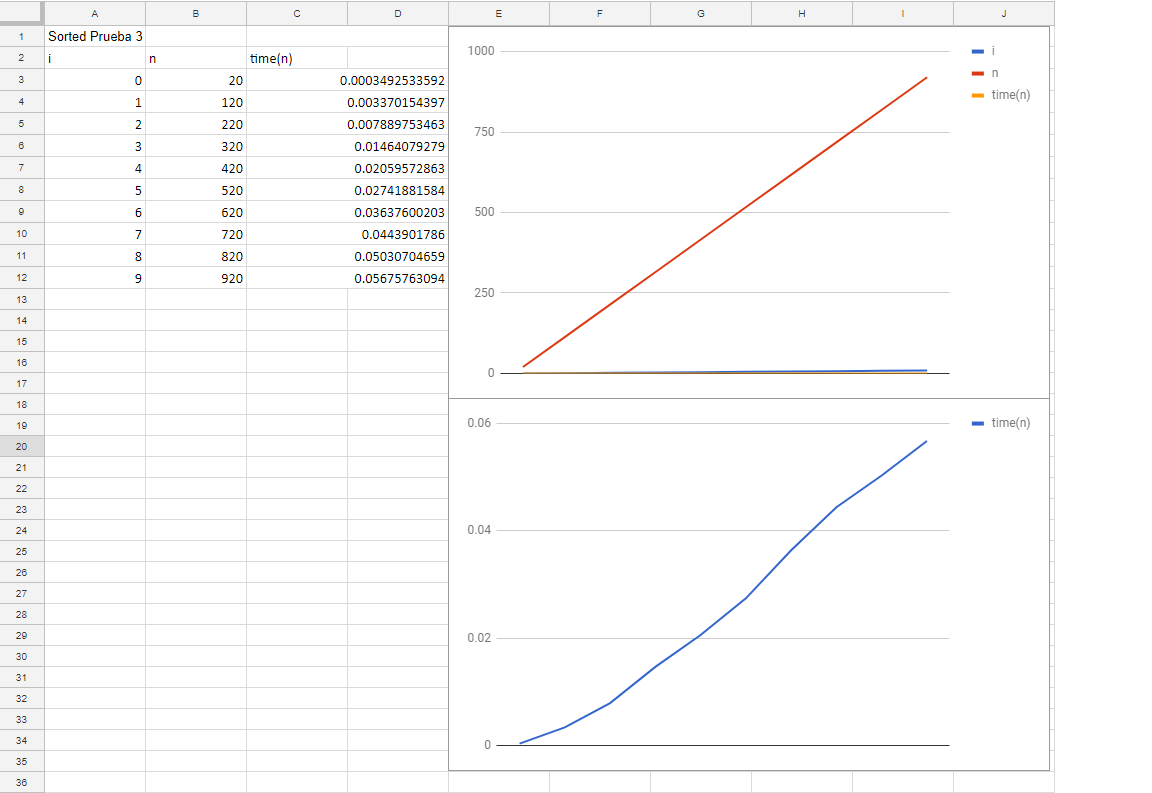 A B C D E F G H I J
1 Sorted Prueba 3
2 i n time(n)
3 0 20 0.0003492533592
4 1 120 0.003370154397
5 2 220 0.007889753463
6 3 320 0.01464079279
7 4 420 0.02059572863
8 5 520 0.02741881584
9 6 620 0.03637600203
10 7 720 0.0443901786
11 8 820 0.05030704659
12 9 920 0.05675763094
13
14
15
16
17
18
19
20
21
22
23
24
25
26
27
28
29
30
31
32
33
34
35
36
1000
750
500
250
0
i
n
time(n)
0.06
0.04
0.02
0
time(n)